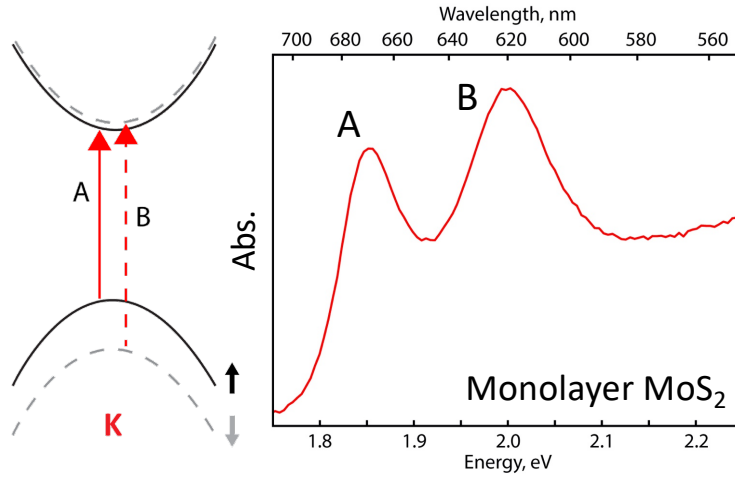 A
B
K
Wavelength, nm
700 680 660 640 620 600 580 560
A
B
Abs.
Monolayer MoS₂
1.8 1.9 2.0 2.1 2.2
Energy, eV